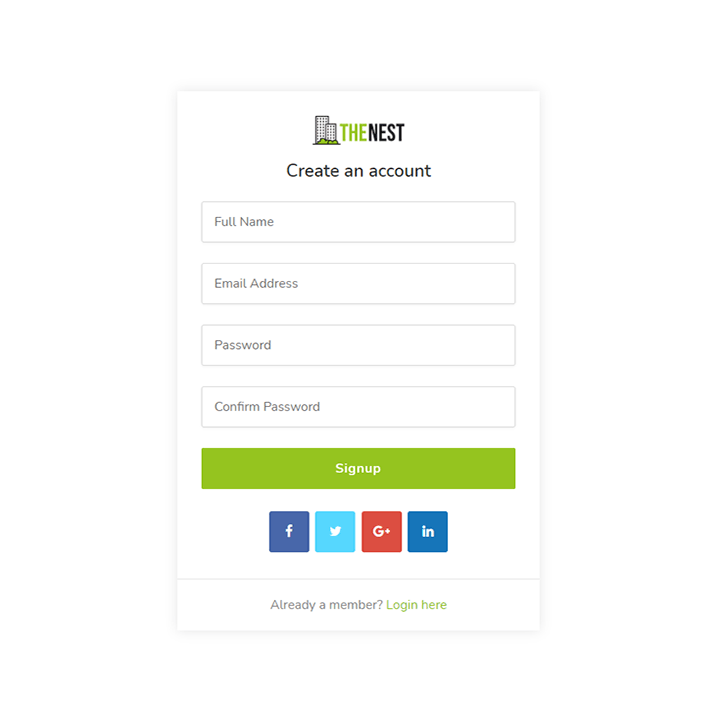 THENEST
Create an account
Full Name
Email Address
Password
Confirm Password
Signup
f G+ in
Already a member? Login here